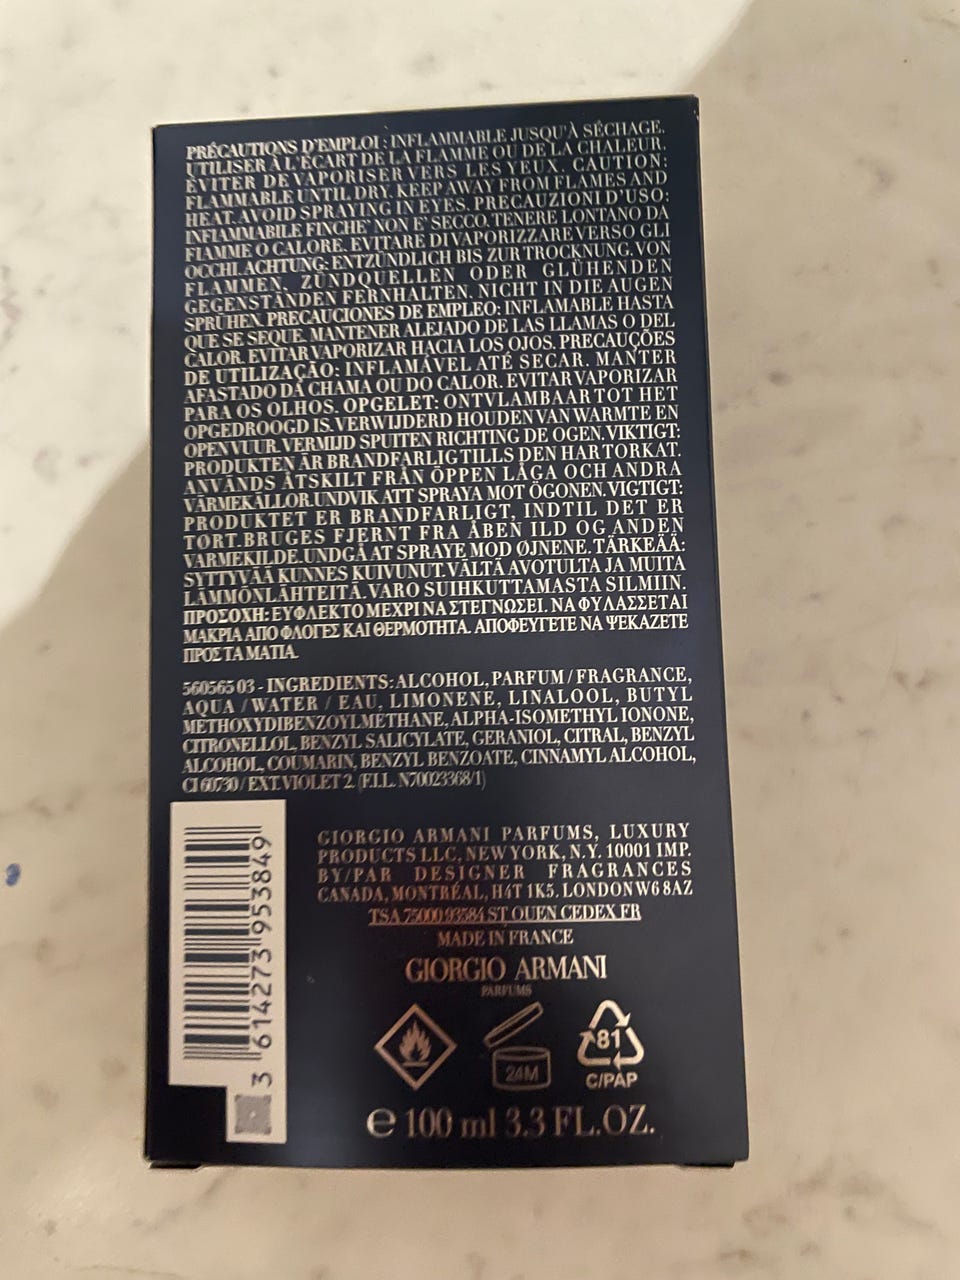 PRÉCAUTIONS D'EMPLOI : INFLAMMABLE JUSQU'À SÉCHAGE.
UTILISER À L'ÉCART DE LA FLAMME OU DE LA CHALEUR.
ÉVITER DE VAPORISER VERS LES YEUX. CAUTION:
FLAMMABLE UNTIL DRY. KEEP AWAY FROM FLAMES AND
HEAT. AVOID SPRAYING IN EYES. PRECAUZIONI D'USO:
INFIAMMABILE FINCHE' NON E' SECCO. TENERE LONTANO DA
FIAMME O CALORE. EVITARE DI VAPORIZZARE VERSO GLI
OCCHI. ACHTUNG: ENTZÜNDLICH BIS ZUR TROCKNUNG. VON
FLAMMEN, ZÜNDQUELLEN ODER GLÜHENDEN
GEGENSTÄNDEN FERNHALTEN. NICHT IN DIE AUGEN
SPRÜHEN. PRECAUCIONES DE EMPLEO: INFLAMABLE HASTA
QUE SE SEQUE. MANTENER ALEJADO DE LAS LLAMAS O DEL
CALOR. EVITAR VAPORIZAR HACIA LOS OJOS. PRECAUÇÕES
DE UTILIZAÇÃO: INFLAMÁVEL ATÉ SECAR. MANTER
AFASTADO DA CHAMA OU DO CALOR. EVITAR VAPORIZAR
PARA OS OLHOS. OPGELET: ONTVLAMBAAR TOT HET
OPGEDROOGD IS. VERWIJDERD HOUDEN VAN WARMTE EN
OPEN VUUR. VERMIJD SPUITEN RICHTING DE OGEN. VIKTIGT:
PRODUKTEN ÄR BRANDFARLIG TILLS DEN HAR TORKAT.
ANVÄNDS ÅTSKILT FRÅN ÖPPEN LÅGA OCH ANDRA
VÄRMEKÄLLOR. UNDVIK ATT SPRAYA MOT ÖGONEN. VIGTIGT:
PRODUKTET ER BRANDFARLIGT, INDTIL DET ER
TØRT. BRUGES FJERNT FRA ÅBEN ILD OG ANDEN
VARMEKILDE. UNDGÅ AT SPRAYE MOD ØJNENE. TÄRKEÄÄ:
SYTTYVÄÄ KUNNES KUIVUNUT. VÄLTÄ AVOTULTA JA MUITA
LÄMMÖNLÄHTEITÄ. VARO SUIHKUTTAMASTA SILMIIN.
ΠΡΟΣΟΧΗ: ΕΥΦΛΕΚΤΟ ΜΕΧΡΙ ΝΑ ΣΤΕΓΝΩΣΕΙ. ΝΑ ΦΥΛΑΣΣΕΤΑΙ
ΜΑΚΡΙΑ ΑΠΟ ΦΛΟΓΕΣ ΚΑΙ ΘΕΡΜΟΤΗΤΑ. ΑΠΟΦΕΥΓΕΤΕ ΝΑ ΨΕΚΑΖΕΤΕ
ΠΡΟΣ ΤΑ ΜΑΤΙΑ.
560565 03 - INGREDIENTS: ALCOHOL, PARFUM / FRAGRANCE,
AQUA / WATER / EAU, LIMONENE, LINALOOL, BUTYL
METHOXYDIBENZOYLMETHANE, ALPHA-ISOMETHYL IONONE,
CITRONELLOL, BENZYL SALICYLATE, GERANIOL, CITRAL, BENZYL
ALCOHOL, COUMARIN, BENZYL BENZOATE, CINNAMYL ALCOHOL,
CI 60730 / EXT. VIOLET 2. (F.I.L. N70023368/1)
GIORGIO ARMANI PARFUMS, LUXURY
PRODUCTS LLC, NEW YORK, N.Y. 10001 IMP.
BY/PAR DESIGNER FRAGRANCES
CANADA, MONTRÉAL, H4T 1K5. LONDON W6 8AZ
TSA 75000 93584 ST OUEN CEDEX FR
MADE IN FRANCE
GIORGIO ARMANI
PARFUMS
3 614273 953849
24M
81
C/PAP
℮ 100 ml 3.3 FL.OZ.